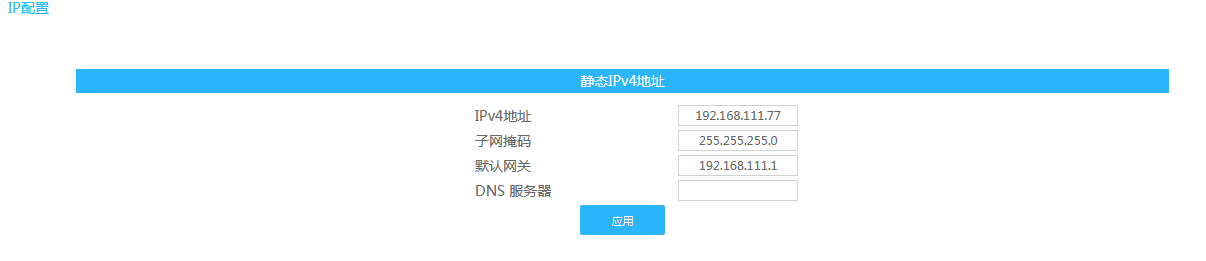 IP配置
静态IPv4地址
IPv4地址 192.168.111.77
子网掩码 255.255.255.0
默认网关 192.168.111.1
DNS 服务器
应用